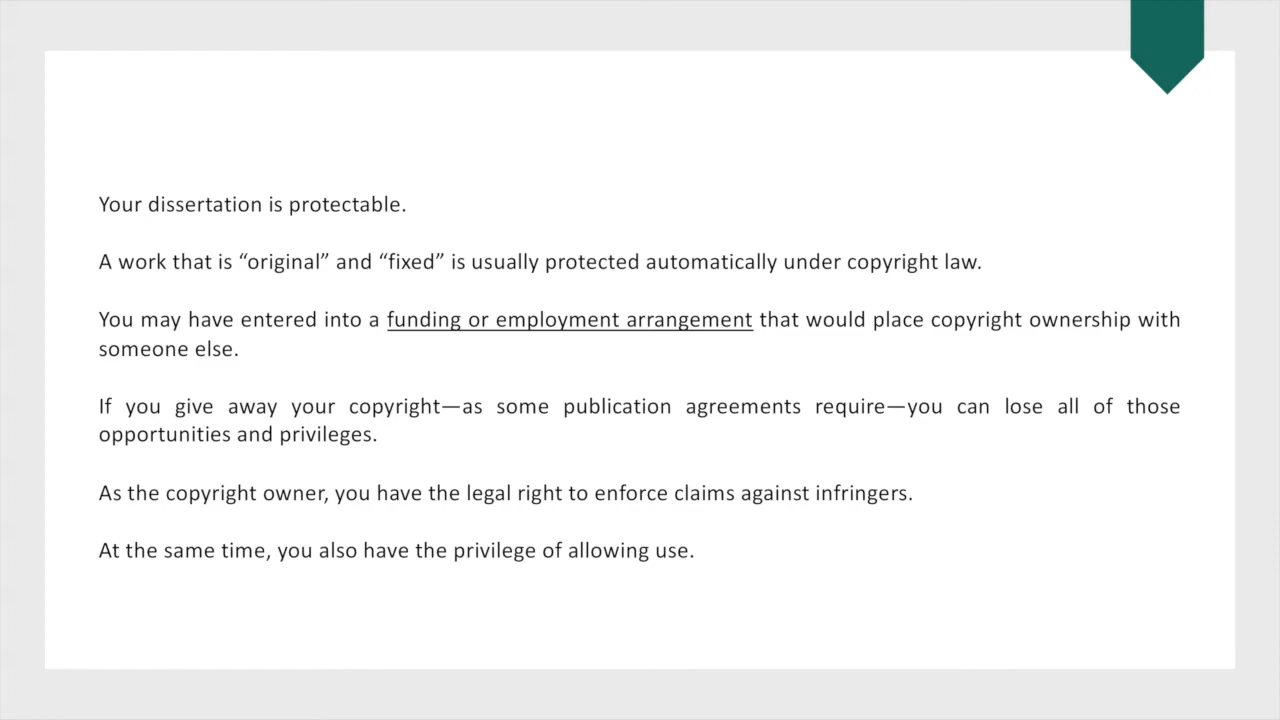 Your dissertation is protectable.
A work that is “original” and “fixed” is usually protected automatically under copyright law.
You may have entered into a funding or employment arrangement that would place copyright ownership with
someone else.
If you give away your copyright—as some publication agreements require—you can lose all of those
opportunities and privileges.
As the copyright owner, you have the legal right to enforce claims against infringers.
At the same time, you also have the privilege of allowing use.